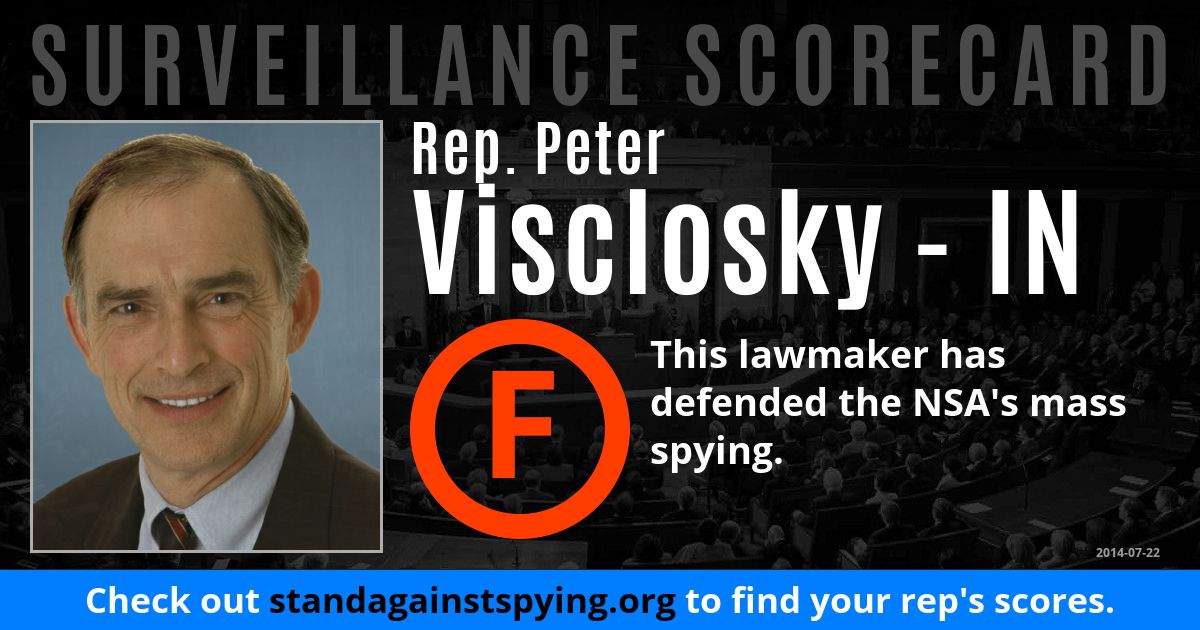 SURVEILLANCE SCORECARD
Rep. Peter
Visclosky - IN
F
This lawmaker has
defended the NSA's mass
spying.
2014-07-22
Check out standagainstspying.org to find your rep's scores.